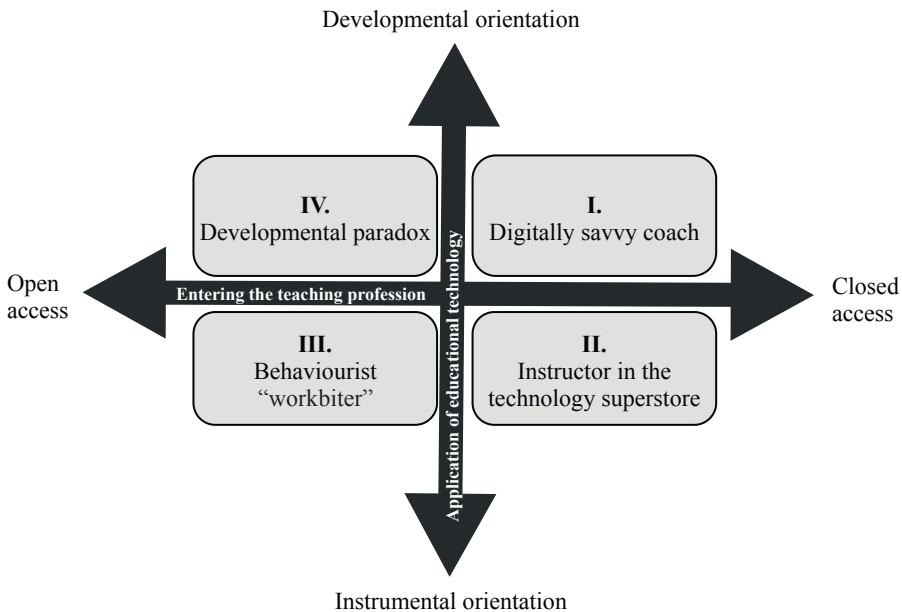 Developmental orientation
IV.
Developmental paradox
I.
Digitally savvy coach
Open
access
Entering the teaching profession
Application of educational technology
Closed
access
III.
Behaviourist
“workbiter”
II.
Instructor in the
technology superstore
Instrumental orientation